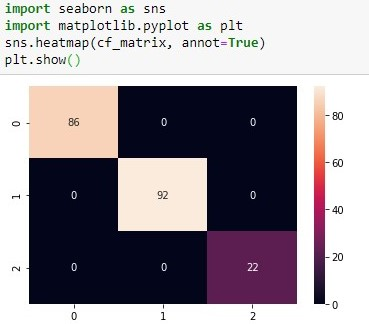 import seaborn as sns
import matplotlib.pyplot as plt
sns.heatmap(cf_matrix, annot=True)
plt.show()
0 86 0 0 80
60
1 0 92 0
40
20
2 0 0 22
0
0 1 2